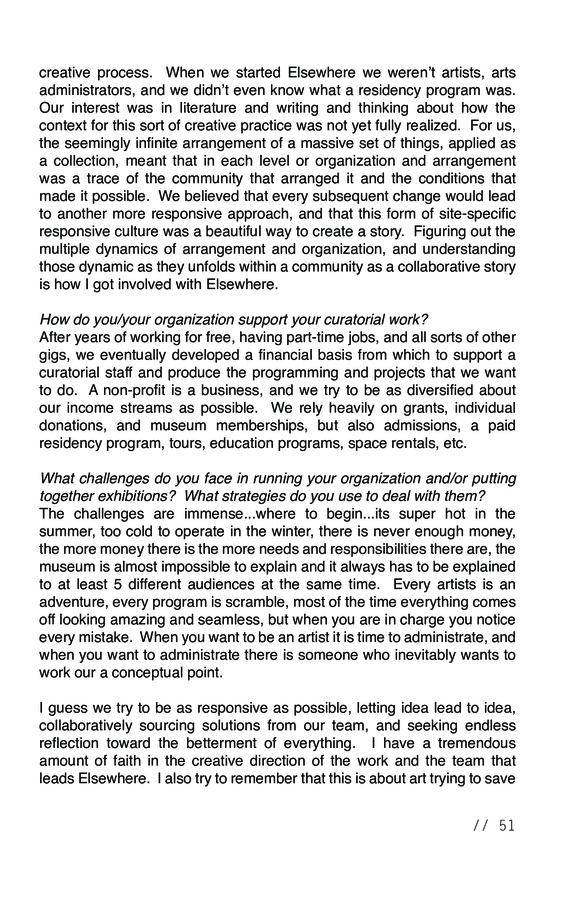 creative process. When we started Elsewhere we weren't artists, arts
administrators, and we didn't even know what a residency program was.
Our interest was in literature and writing and thinking about how the
context for this sort of creative practice was not yet fully realized. For us,
the seemingly infinite arrangement of a massive set of things, applied as
a collection, meant that in each level or organization and arrangement
was a trace of the community that arranged it and the conditions that
made it possible. We believed that every subsequent change would lead
to another more responsive approach, and that this form of site-specific
responsive culture was a beautiful way to create a story. Figuring out the
multiple dynamics of arrangement and organization, and understanding
those dynamic as they unfolds within a community as a collaborative story
is how I got involved with Elsewhere.
How do you/your organization support your curatorial work?
After years of working for free, having part-time jobs, and all sorts of other
gigs, we eventually developed a financial basis from which to support a
curatorial staff and produce the programming and projects that we want
to do. A non-profit is a business, and we try to be as diversified about
our income streams as possible. We rely heavily on grants, individual
donations, and museum memberships, but also admissions, a paid
residency program, tours, education programs, space rentals, etc.
What challenges do you face in running your organization and/or putting
together exhibitions? What strategies do you use to deal with them?
The challenges are immense...where to begin...its super hot in the
summer, too cold to operate in the winter, there is never enough money,
the more money there is the more needs and responsibilities there are, the
museum is almost impossible to explain and it always has to be explained
to at least 5 different audiences at the same time. Every artists is an
adventure, every program is scramble, most of the time everything comes
off looking amazing and seamless, but when you are in charge you notice
every mistake. When you want to be an artist it is time to administrate, and
when you want to administrate there is someone who inevitably wants to
work our a conceptual point.
I guess we try to be as responsive as possible, letting idea lead to idea,
collaboratively sourcing solutions from our team, and seeking endless
reflection toward the betterment of everything. I have a tremendous
amount of faith in the creative direction of the work and the team that
leads Elsewhere. I also try to remember that this is about art trying to save
// 51